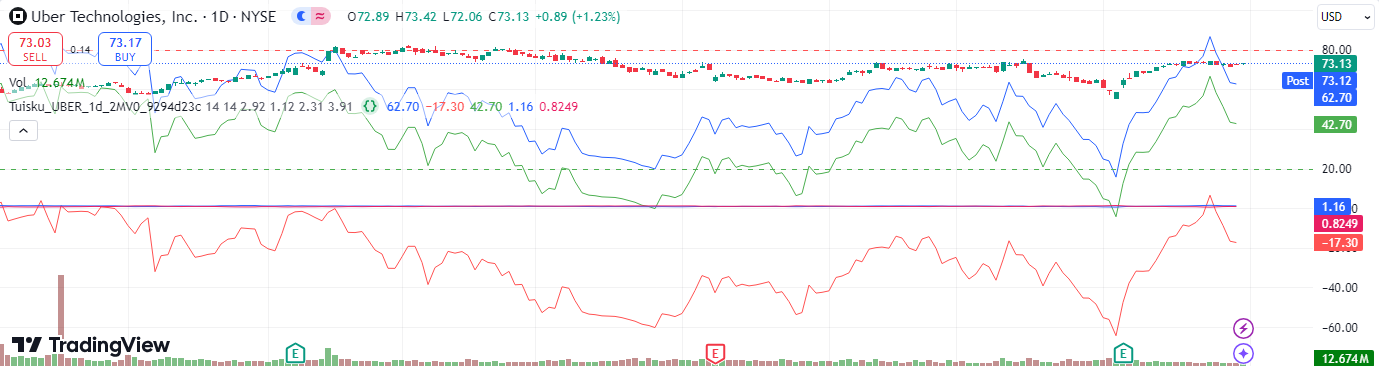 Uber Technologies, Inc. · 1D · NYSE O72.89 H73.42 L72.06 C73.13 +0.89 (+1.23%)
USD
73.03 SELL 0.14 73.17 BUY
Vol. 12.674M
Tuisku_UBER_1d_2MV0_9294d23c 14 14 2.92 1.12 2.31 3.91 {} 62.70 −17.30 42.70 1.16 0.8249
80.00
73.13
Post 73.12
62.70
42.70
20.00
1.16
0.8249
−17.30
−40.00
−60.00
TradingView
E E E
12.674M